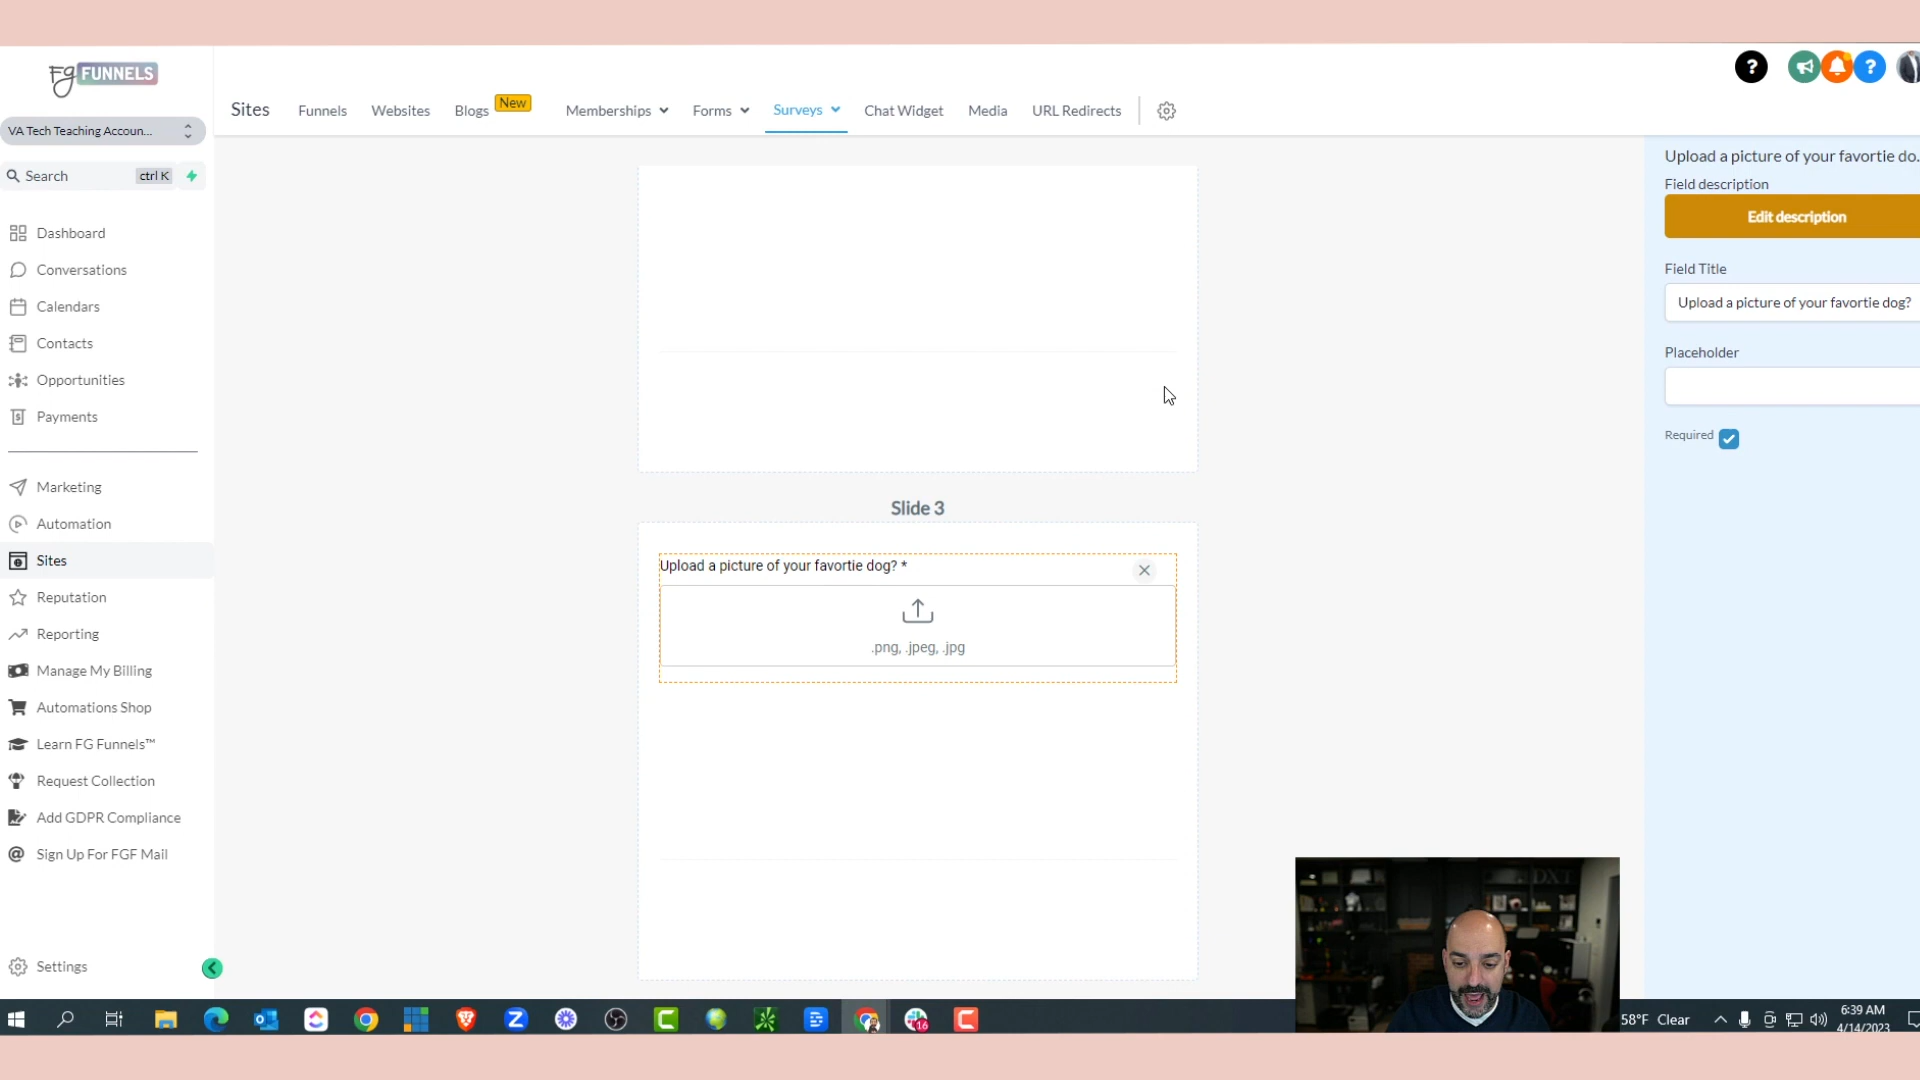 Fg FUNNELS
VA Tech Teaching Accoun...
Search
ctrl K
Dashboard
Conversations
Calendars
Contacts
Opportunities
Payments
Marketing
Automation
Sites
Reputation
Reporting
Manage My Billing
Automations Shop
Learn FG Funnels™
Request Collection
Add GDPR Compliance
Sign Up For FGF Mail
Settings
Sites
Funnels
Websites
Blogs
New
Memberships
Forms
Surveys
Chat Widget
Media
URL Redirects
Slide 3
Upload a picture of your favortie dog? *
.png, .jpeg, .jpg
Upload a picture of your favortie do.
Field description
Edit description
Field Title
Upload a picture of your favortie dog?
Placeholder
Required
DXT
16
58°F Clear
6:39 AM
4/14/2023